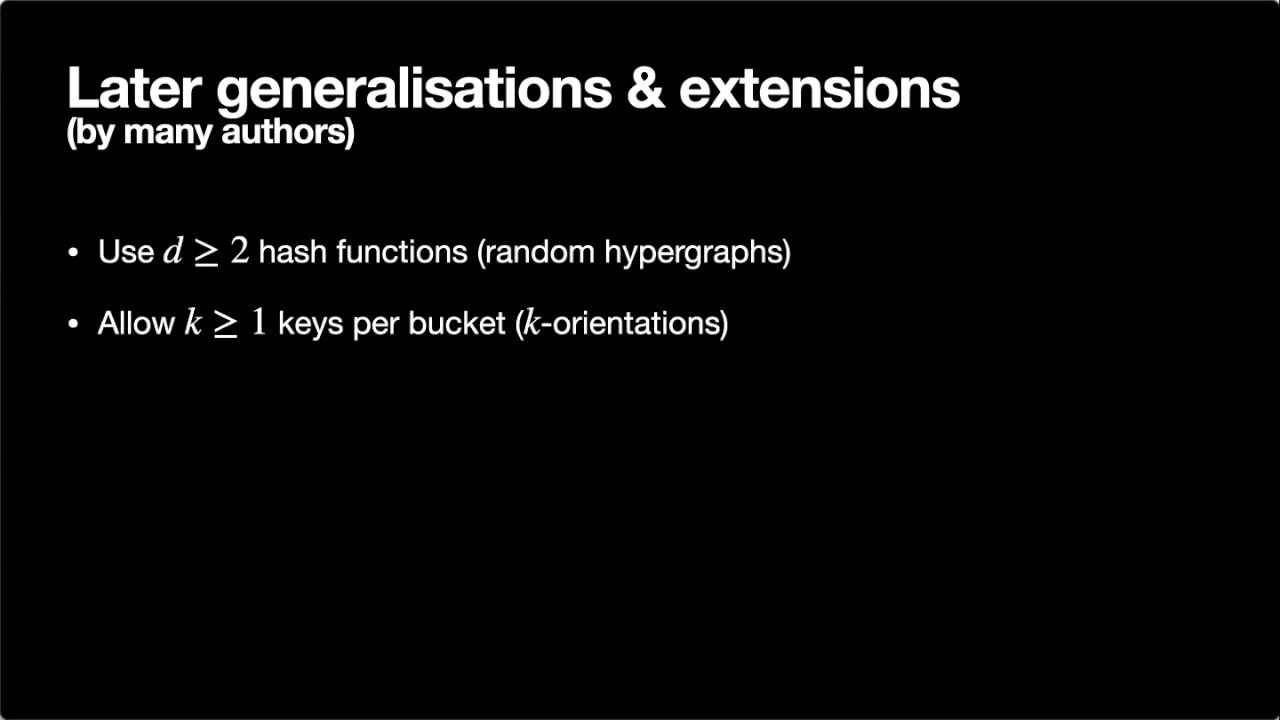 Later generalisations & extensions
(by many authors)
• Use d ≥ 2 hash functions (random hypergraphs)
• Allow k ≥ 1 keys per bucket (k-orientations)